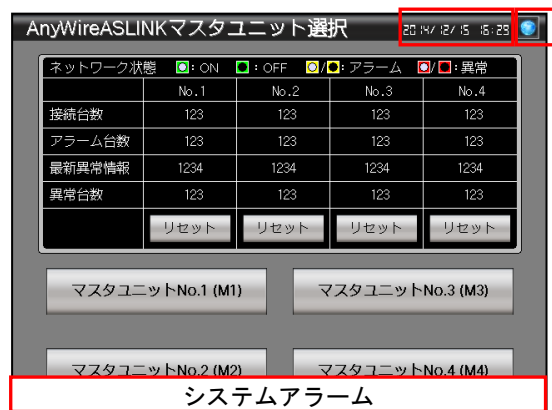 AnyWireASLINKマスタユニット選択 2014/12/15 16:29
ネットワーク状態 : ON : OFF / : アラーム / : 異常
No.1 No.2 No.3 No.4
接続台数 123 123 123 123
アラーム台数 123 123 123 123
最新異常情報 1234 1234 1234 1234
異常台数 123 123 123 123
リセット リセット リセット リセット
マスタユニットNo.1 (M1) マスタユニットNo.3 (M3)
マスタユニットNo.2 (M2) マスタユニットNo.4 (M4)
システムアラーム